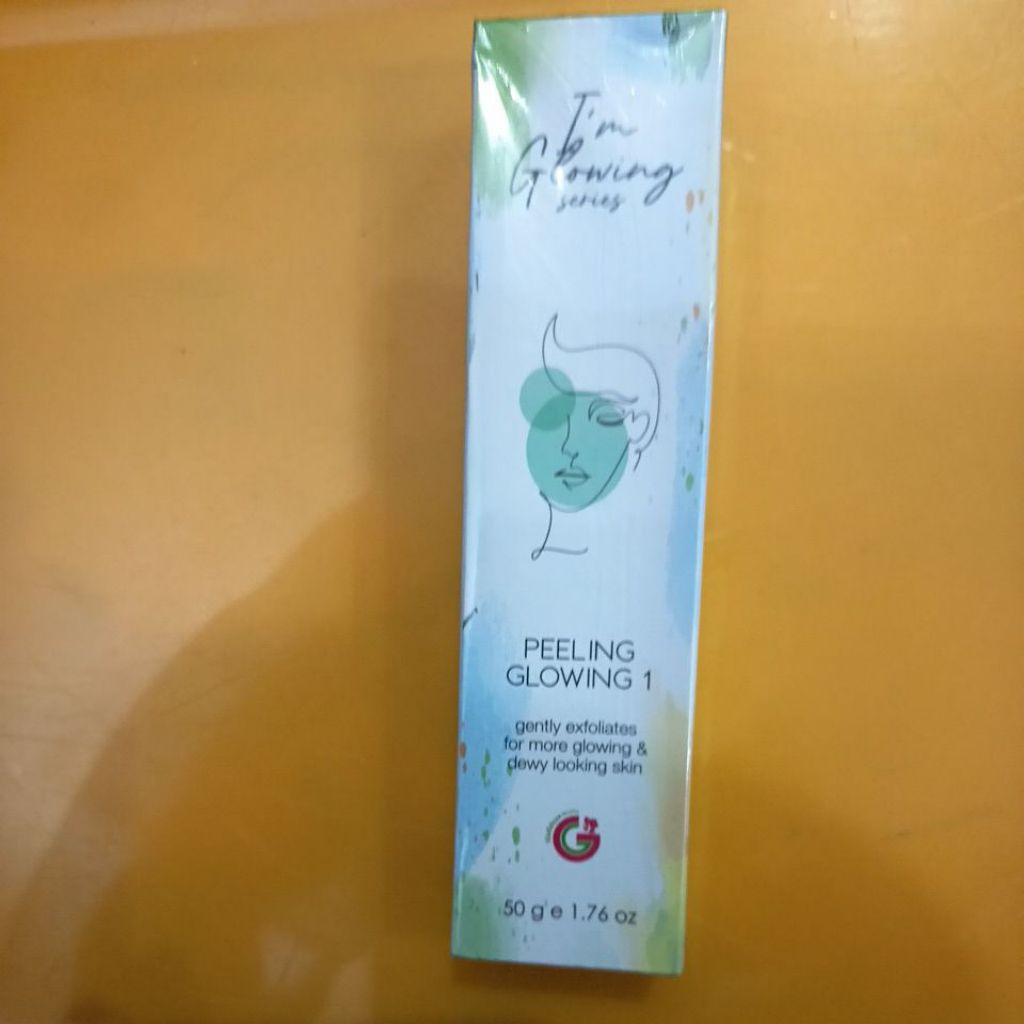 I'm
Glowing
series
PEELING
GLOWING 1
gently exfoliates
for more glowing &
dewy looking skin
G
50 g e 1.76 oz